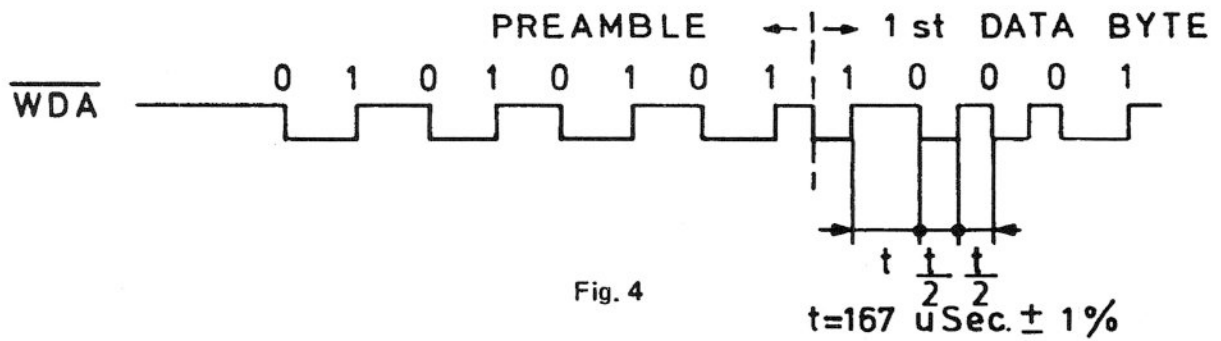 PREAMBLE ← → 1 st DATA BYTE
0 1 0 1 0 1 0 1 1 0 0 0 1
WDA
t t/2 t/2
Fig. 4
t=167 uSec. ± 1%